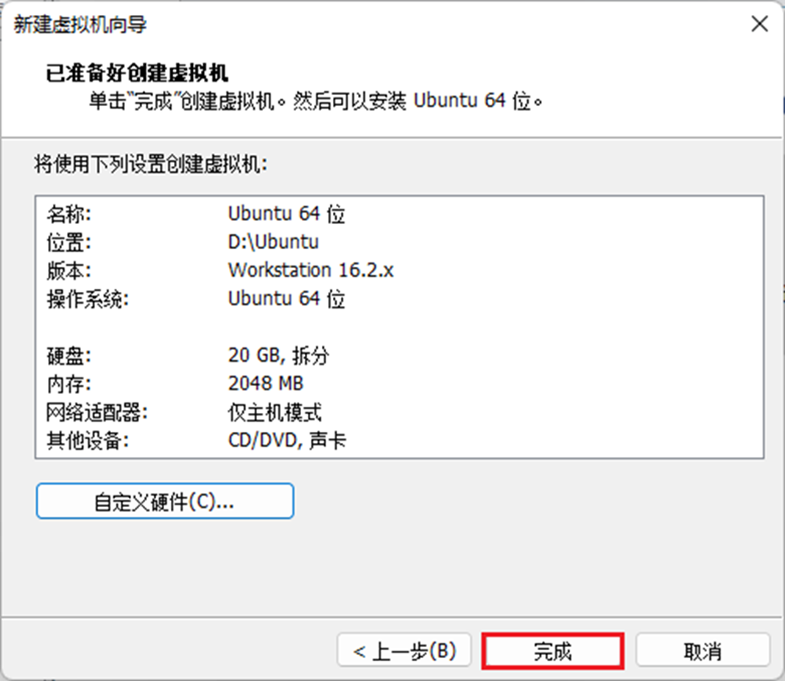 新建虚拟机向导
已准备好创建虚拟机
单击“完成”创建虚拟机。然后可以安装 Ubuntu 64 位。
将使用下列设置创建虚拟机:
名称: Ubuntu 64 位
位置: D:\Ubuntu
版本: Workstation 16.2.x
操作系统: Ubuntu 64 位
硬盘: 20 GB, 拆分
内存: 2048 MB
网络适配器: 仅主机模式
其他设备: CD/DVD, 声卡
自定义硬件(C)...
< 上一步(B) 完成 取消